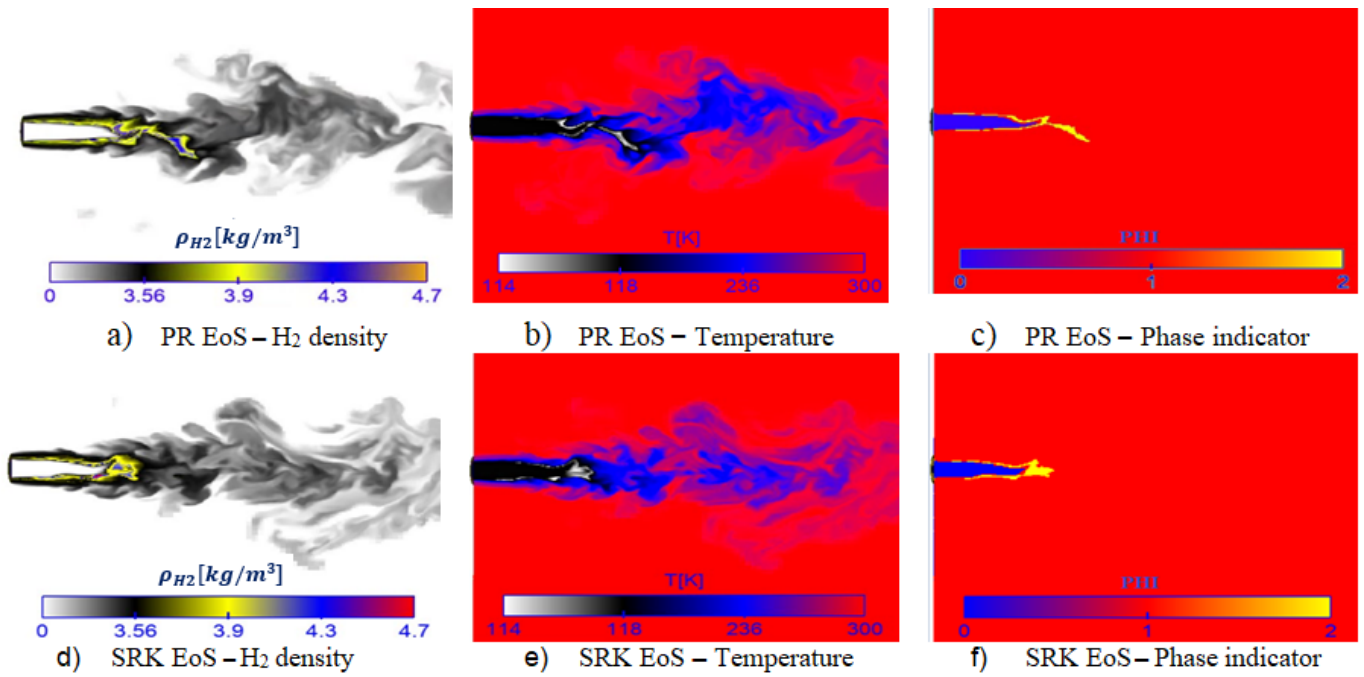 ρH2[kg/m³]
0 3.56 3.9 4.3 4.7
T[K]
114 118 236 300
PHI
0 1 2
a) PR EoS – H₂ density
b) PR EoS – Temperature
c) PR EoS – Phase indicator
ρH2[kg/m³]
0 3.56 3.9 4.3 4.7
T[K]
114 118 236 300
PHI
0 1 2
d) SRK EoS – H₂ density
e) SRK EoS – Temperature
f) SRK EoS– Phase indicator